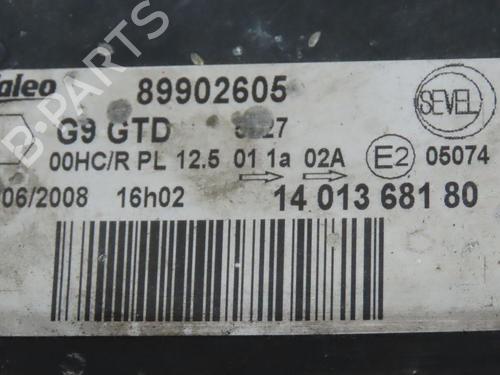 Valeo 89902605 SEVEL
G9 GTD
00HC/R PL 12.5 01 1a 02A E2 05074
06/2008 16h02 14 013 681 80
B-PARTS